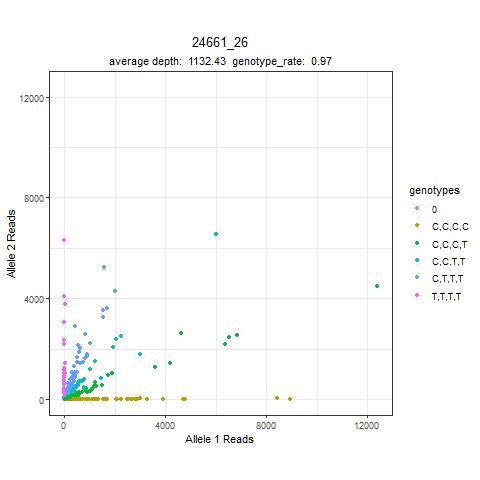 24661_26
average depth:  1132.43  genotype_rate:  0.97
12000
8000
4000
0
Allele 2 Reads
0
4000
8000
12000
Allele 1 Reads
genotypes
0
C,C,C,C
C,C,C,T
C,C,T,T
C,T,T,T
T,T,T,T